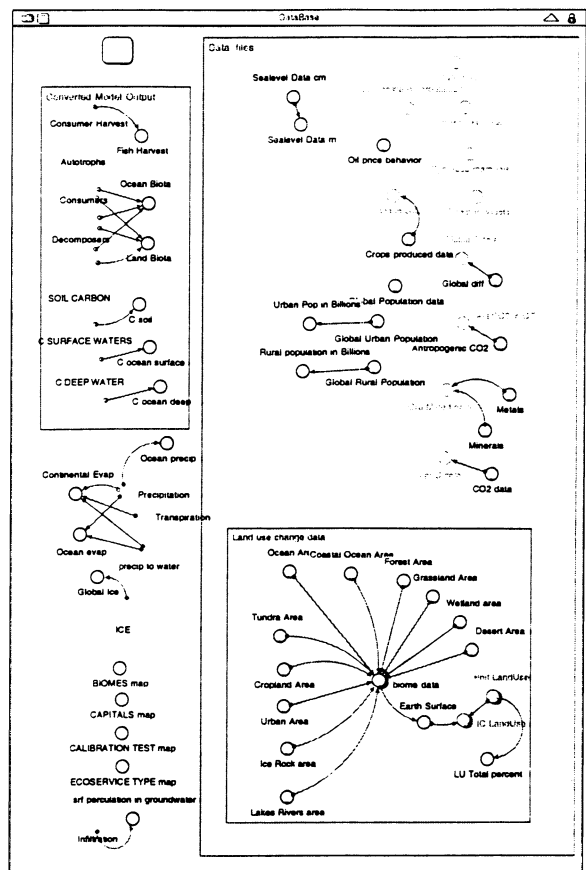 DataBase
Data files
Converted Model Output
Consumer Harvest
Fish Harvest
Autotrophs
Ocean Biota
Consumers
Decomposers
Land Biota
SOIL CARBON
C soil
C SURFACE WATERS
C ocean surface
C DEEP WATER
C ocean deep
Ocean precip
Continental Evap
Precipitation
Transpiration
Ocean evap
precip to water
Global Ice
ICE
BIOMES map
CAPITALS map
CALIBRATION TEST map
ECOSERVICE TYPE map
srf perculation in groundwater
Infiltration
Sealevel Data cm
Sealevel Data m
Oil price behavior
Crops produced data
Global diff
Global Population data
Urban Pop in Billions
Global Urban Population
Antropogenic CO2
Rural population in Billions
Global Rural Population
Metals
Minerals
CO2 data
Land use change data
Ocean
Coastal Ocean Area
Forest Area
Grassland Area
Wetland area
Tundra Area
Desert Area
Cropland Area
biome data
Urban Area
Earth Surface
IC LandUse
Ice Rock area
LU Total percent
Lakes Rivers area